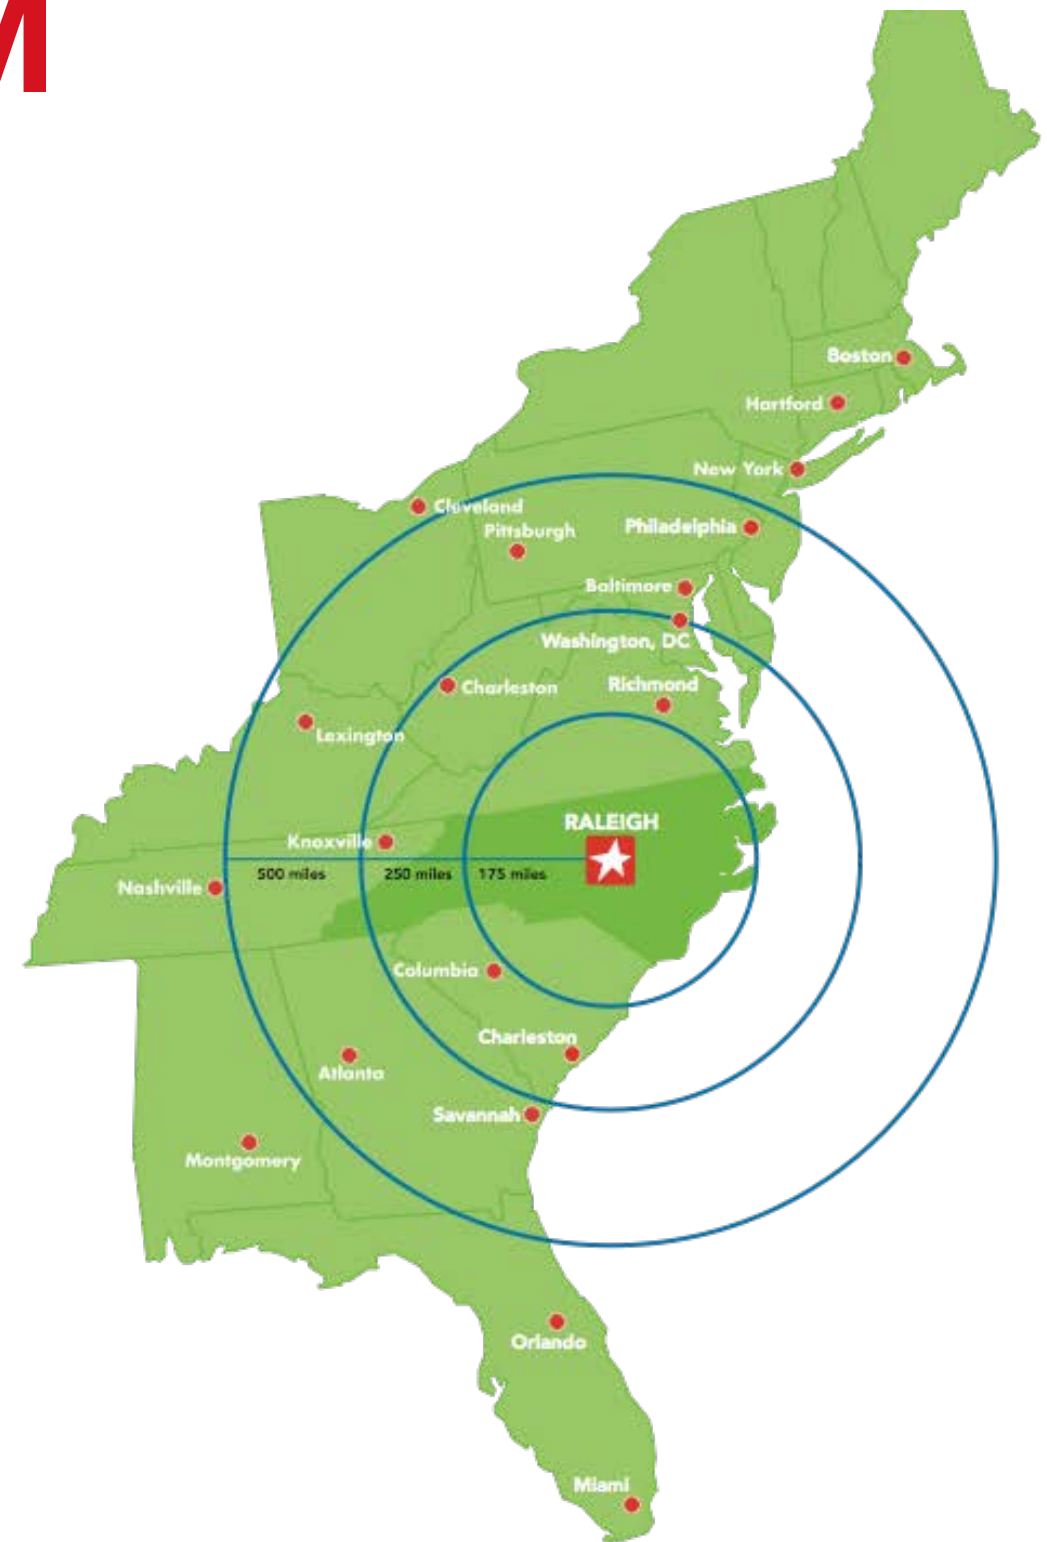 M
Boston
Hartford
New York
Cleveland
Pittsburgh
Philadelphia
Baltimore
Washington, DC
Charleston
Richmond
Lexington
RALEIGH
Knoxville
500 miles
250 miles
175 miles
Nashville
Columbia
Charleston
Atlanta
Savannah
Montgomery
Orlando
Miami